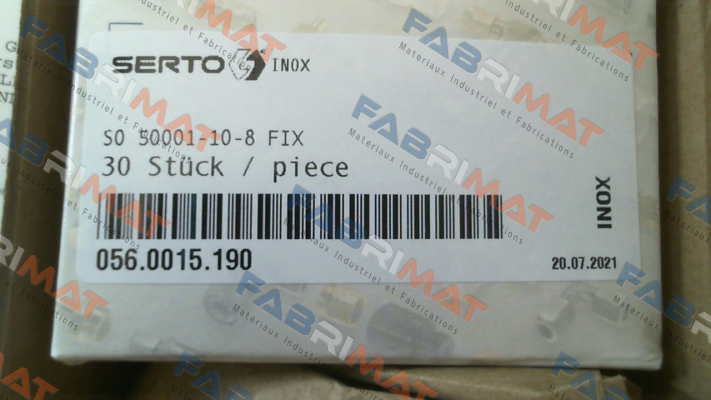 SERTO INOX
SO 50001-10-8 FIX
30 Stück / piece
056.0015.190
20.07.2021
INOX
FABRIMAT
Materiaux Industriel et Fabrications